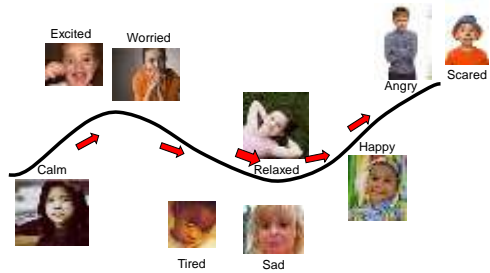 Excited
Worried
Angry
Scared
Calm
Relaxed
Happy
Tired
Sad